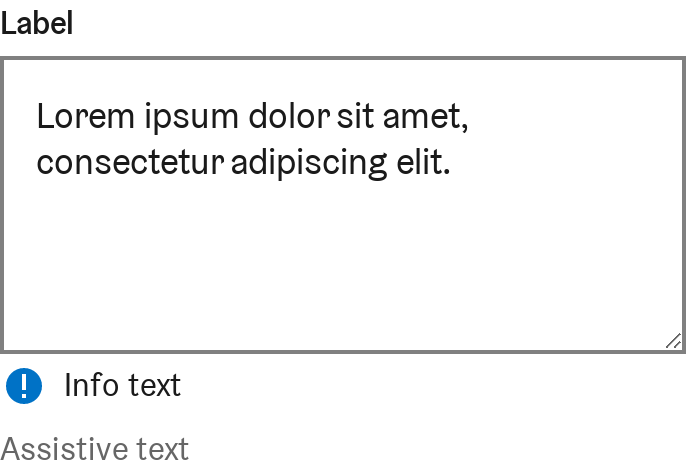 Label
Lorem ipsum dolor sit amet,
consectetur adipiscing elit.
Info text
Assistive text